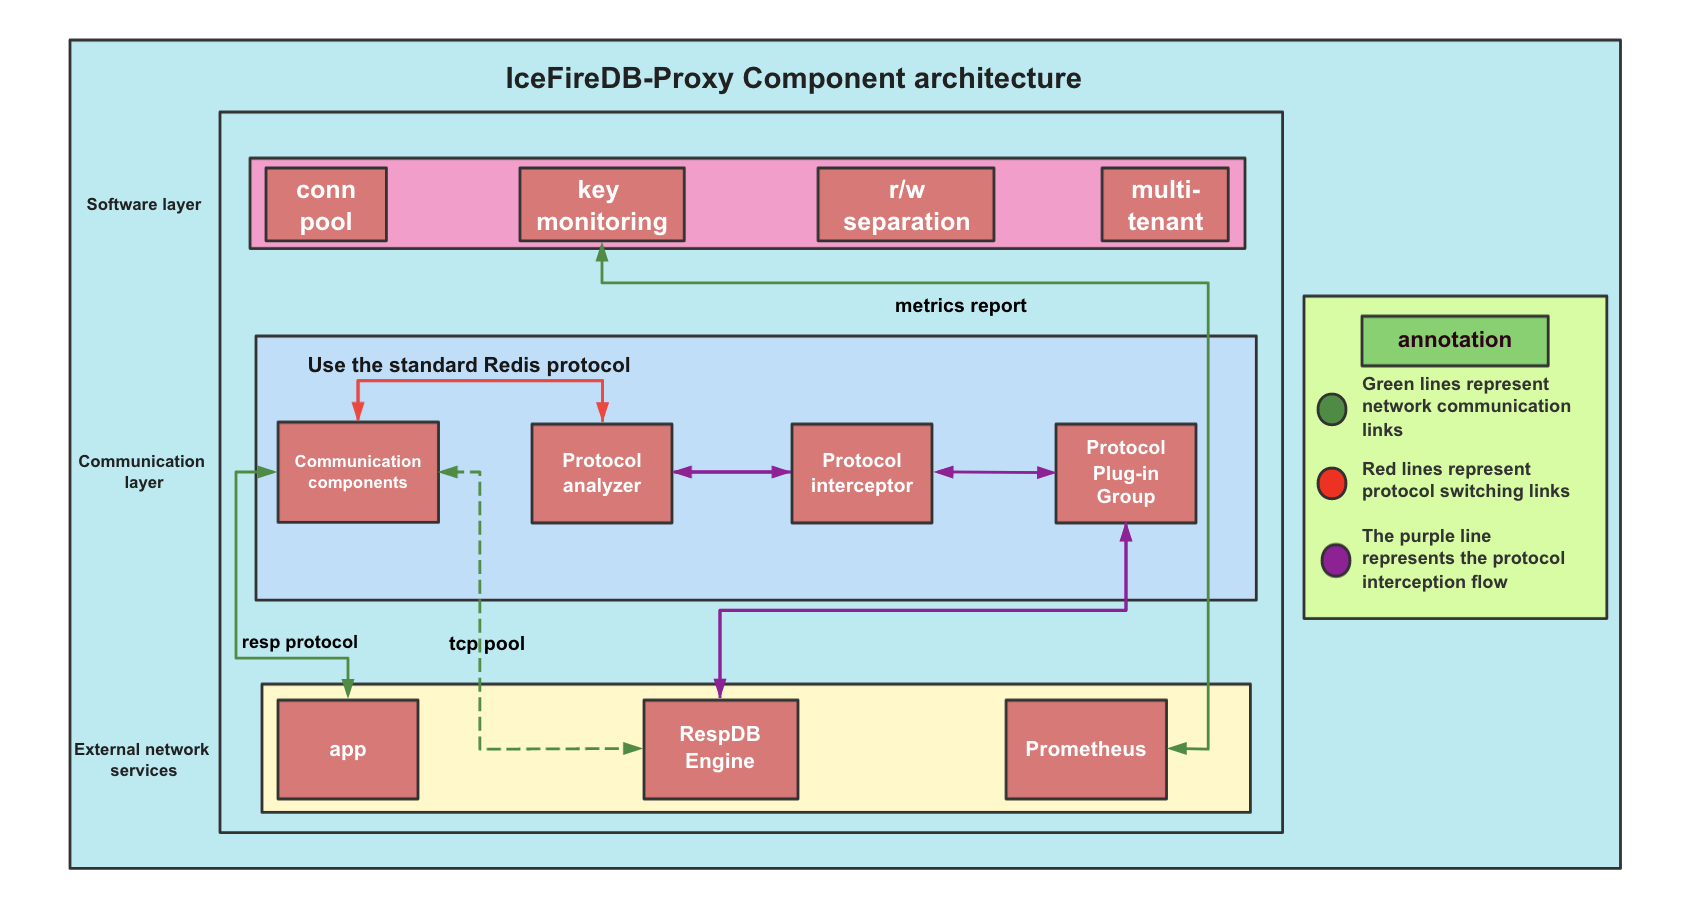 IceFireDB-Proxy Component architecture
Software layer
conn
pool
key
monitoring
r/w
separation
multi-
tenant
metrics report
Use the standard Redis protocol
Communication
layer
Communication
components
Protocol
analyzer
Protocol
interceptor
Protocol
Plug-in
Group
resp protocol
tcp pool
External network
services
app
RespDB
Engine
Prometheus
annotation
Green lines represent
network communication
links
Red lines represent
protocol switching links
The purple line
represents the protocol
interception flow